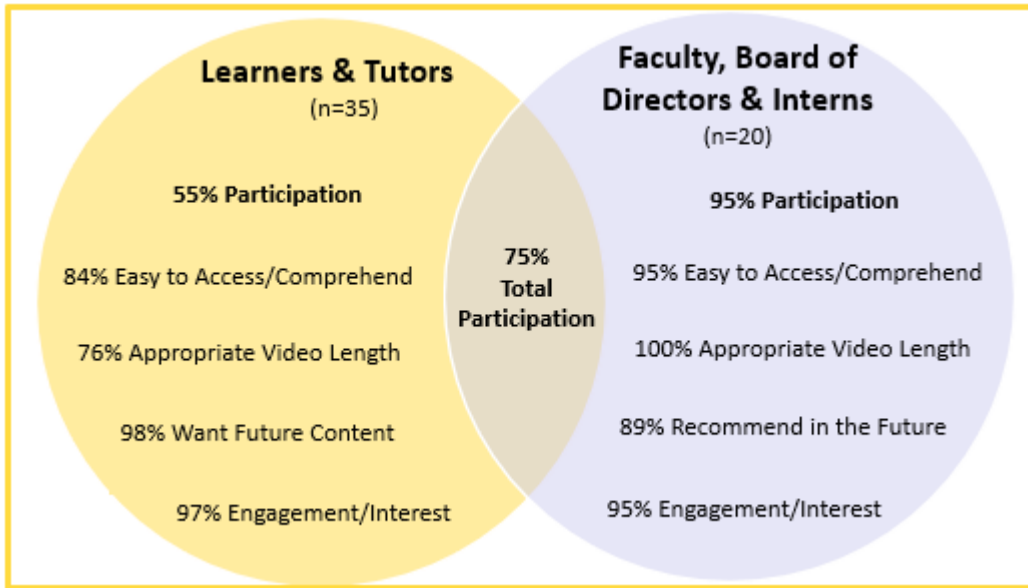 Learners & Tutors
(n=35)
55% Participation
84% Easy to Access/Comprehend
76% Appropriate Video Length
98% Want Future Content
97% Engagement/Interest
75%
Total
Participation
Faculty, Board of
Directors & Interns
(n=20)
95% Participation
95% Easy to Access/Comprehend
100% Appropriate Video Length
89% Recommend in the Future
95% Engagement/Interest